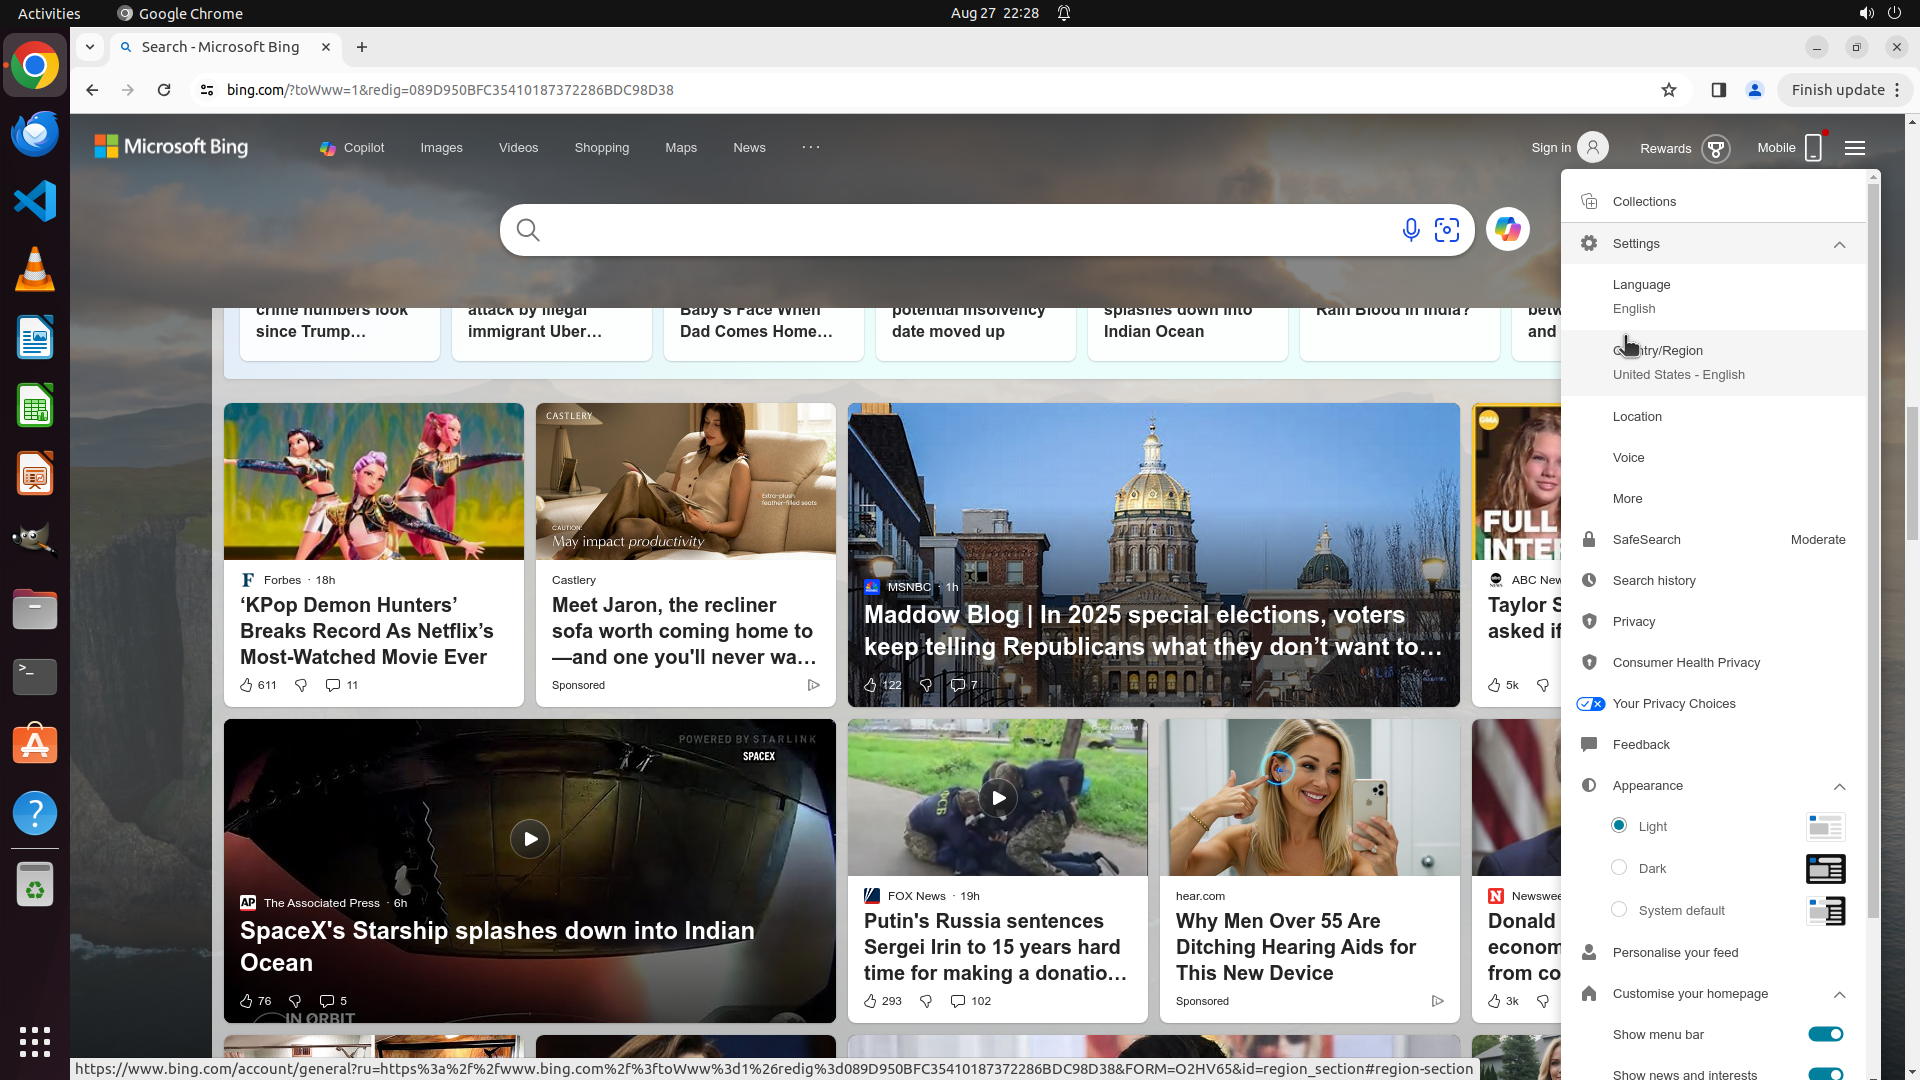 Activities
Google Chrome
Aug 27 22:28
Search - Microsoft Bing
bing.com/?toWww=1&redig=089D950BFC35410187372286BDC98D38
Finish update
Microsoft Bing
Copilot
Images
Videos
Shopping
Maps
News
Sign in
Rewards
Mobile
crime numbers look
since Trump…
attack by illegal
immigrant Uber…
Baby's Face When
Dad Comes Home…
potential insolvency
date moved up
splashes down into
Indian Ocean
Rain Blood in India?
betw
and
CASTLERY
Extra-plush
feather-filled seats
CAUTION:
May impact productivity
FULL
INTE
Forbes · 18h
‘KPop Demon Hunters’
Breaks Record As Netflix’s
Most-Watched Movie Ever
611
11
Castlery
Meet Jaron, the recliner
sofa worth coming home to
—and one you'll never wa…
Sponsored
MSNBC · 1h
Maddow Blog | In 2025 special elections, voters
keep telling Republicans what they don’t want to…
122
7
ABC New
Taylor S
asked if
5k
POWERED BY STARLINK
SPACEX
AP The Associated Press · 6h
SpaceX's Starship splashes down into Indian
Ocean
76
5
IN ORBIT
FOX News · 19h
Putin's Russia sentences
Sergei Irin to 15 years hard
time for making a donatio…
293
102
hear.com
Why Men Over 55 Are
Ditching Hearing Aids for
This New Device
Sponsored
Newswee
Donald
econom
from co
3k
Collections
Settings
Language
English
Country/Region
United States - English
Location
Voice
More
SafeSearch
Moderate
Search history
Privacy
Consumer Health Privacy
Your Privacy Choices
Feedback
Appearance
Light
Dark
System default
Personalise your feed
Customise your homepage
Show menu bar
Show news and interests
https://www.bing.com/account/general?ru=https%3a%2f%2fwww.bing.com%2f%3ftoWww%3d1%26redig%3d089D950BFC35410187372286BDC98D38&FORM=O2HV65&id=region_section#region-section